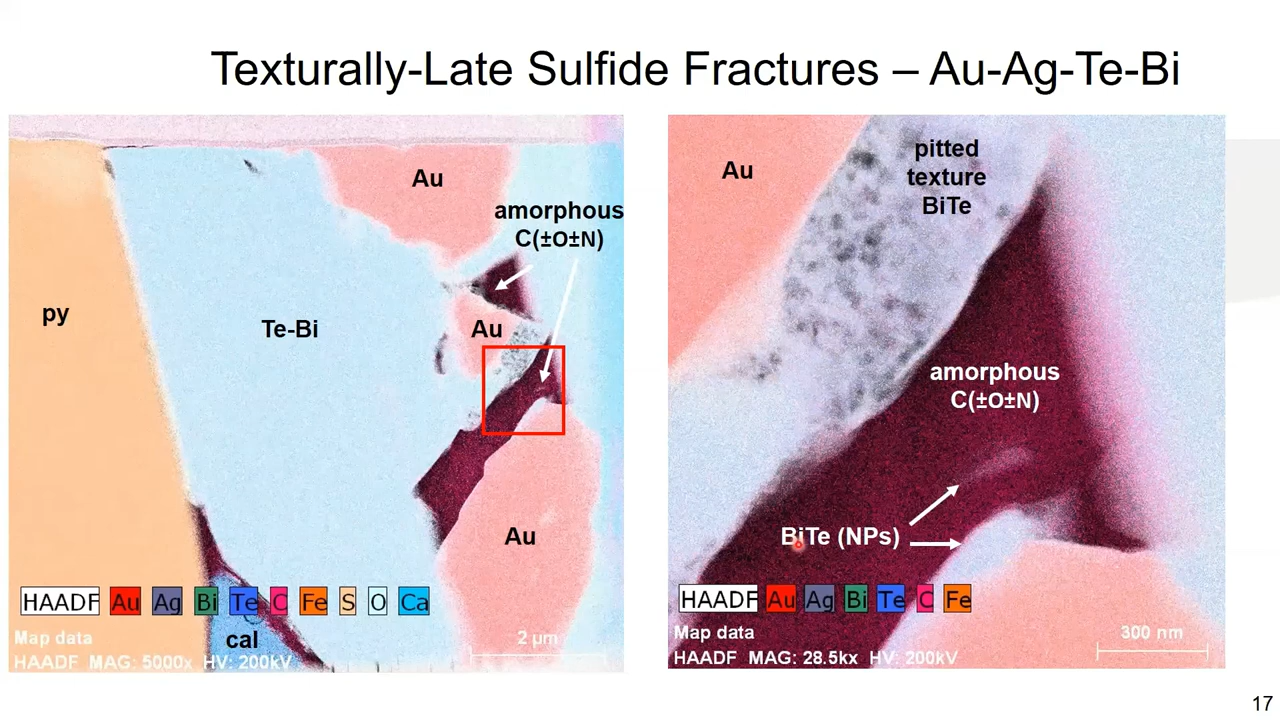 Texturally-Late Sulfide Fractures – Au-Ag-Te-Bi
Au
amorphous
C(±O±N)
py
Te-Bi
Au
Au
HAADF Au Ag Bi Te C Fe S O Ca
cal
Map data
2 µm
HAADF MAG: 5000x HV: 200kV
Au
pitted
texture
BiTe
amorphous
C(±O±N)
BiTe (NPs)
HAADF Au Ag Bi Te C Fe
Map data
300 nm
HAADF MAG: 28.5kx HV: 200kV
17